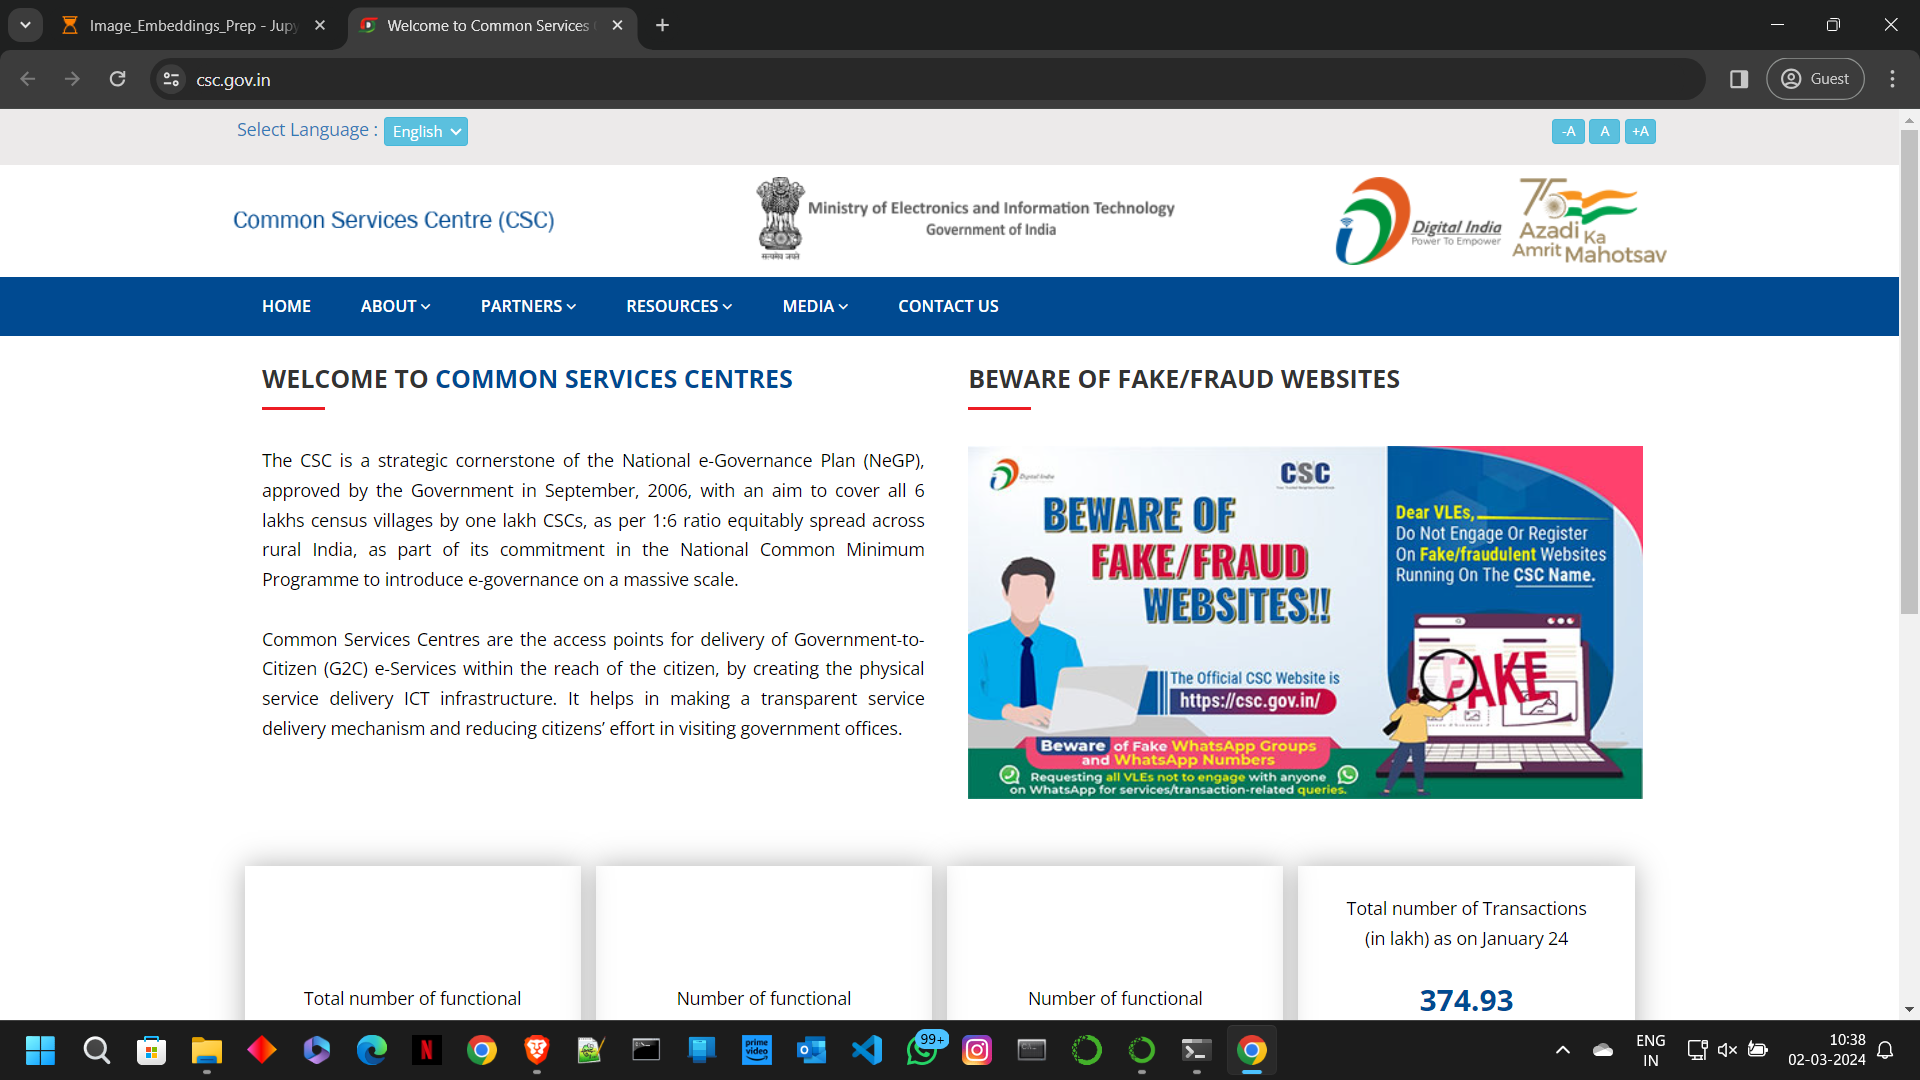 Image_Embeddings_Prep - Jupy
Welcome to Common Services
csc.gov.in
Guest
Select Language : English
-A A +A
Common Services Centre (CSC)
सत्यमेव जयते
Ministry of Electronics and Information Technology
Government of India
Digital India
Power To Empower
75
Azadi Ka
Amrit Mahotsav
HOME ABOUT PARTNERS RESOURCES MEDIA CONTACT US
WELCOME TO COMMON SERVICES CENTRES
The CSC is a strategic cornerstone of the National e-Governance Plan (NeGP),
approved by the Government in September, 2006, with an aim to cover all 6
lakhs census villages by one lakh CSCs, as per 1:6 ratio equitably spread across
rural India, as part of its commitment in the National Common Minimum
Programme to introduce e-governance on a massive scale.
Common Services Centres are the access points for delivery of Government-to-
Citizen (G2C) e-Services within the reach of the citizen, by creating the physical
service delivery ICT infrastructure. It helps in making a transparent service
delivery mechanism and reducing citizens’ effort in visiting government offices.
BEWARE OF FAKE/FRAUD WEBSITES
Digital India
CSC
BEWARE OF
FAKE/FRAUD
WEBSITES!!
The Official CSC Website is
https://csc.gov.in/
Beware of Fake WhatsApp Groups
and WhatsApp Numbers
Requesting all VLEs not to engage with anyone
on WhatsApp for services/transaction-related queries.
Dear VLEs,
Do Not Engage Or Register
On Fake/fraudulent Websites
Running On The CSC Name.
FAKE
Total number of functional
Number of functional
Number of functional
Total number of Transactions
(in lakh) as on January 24
374.93
prime video
99+
ENG
IN
10:38
02-03-2024